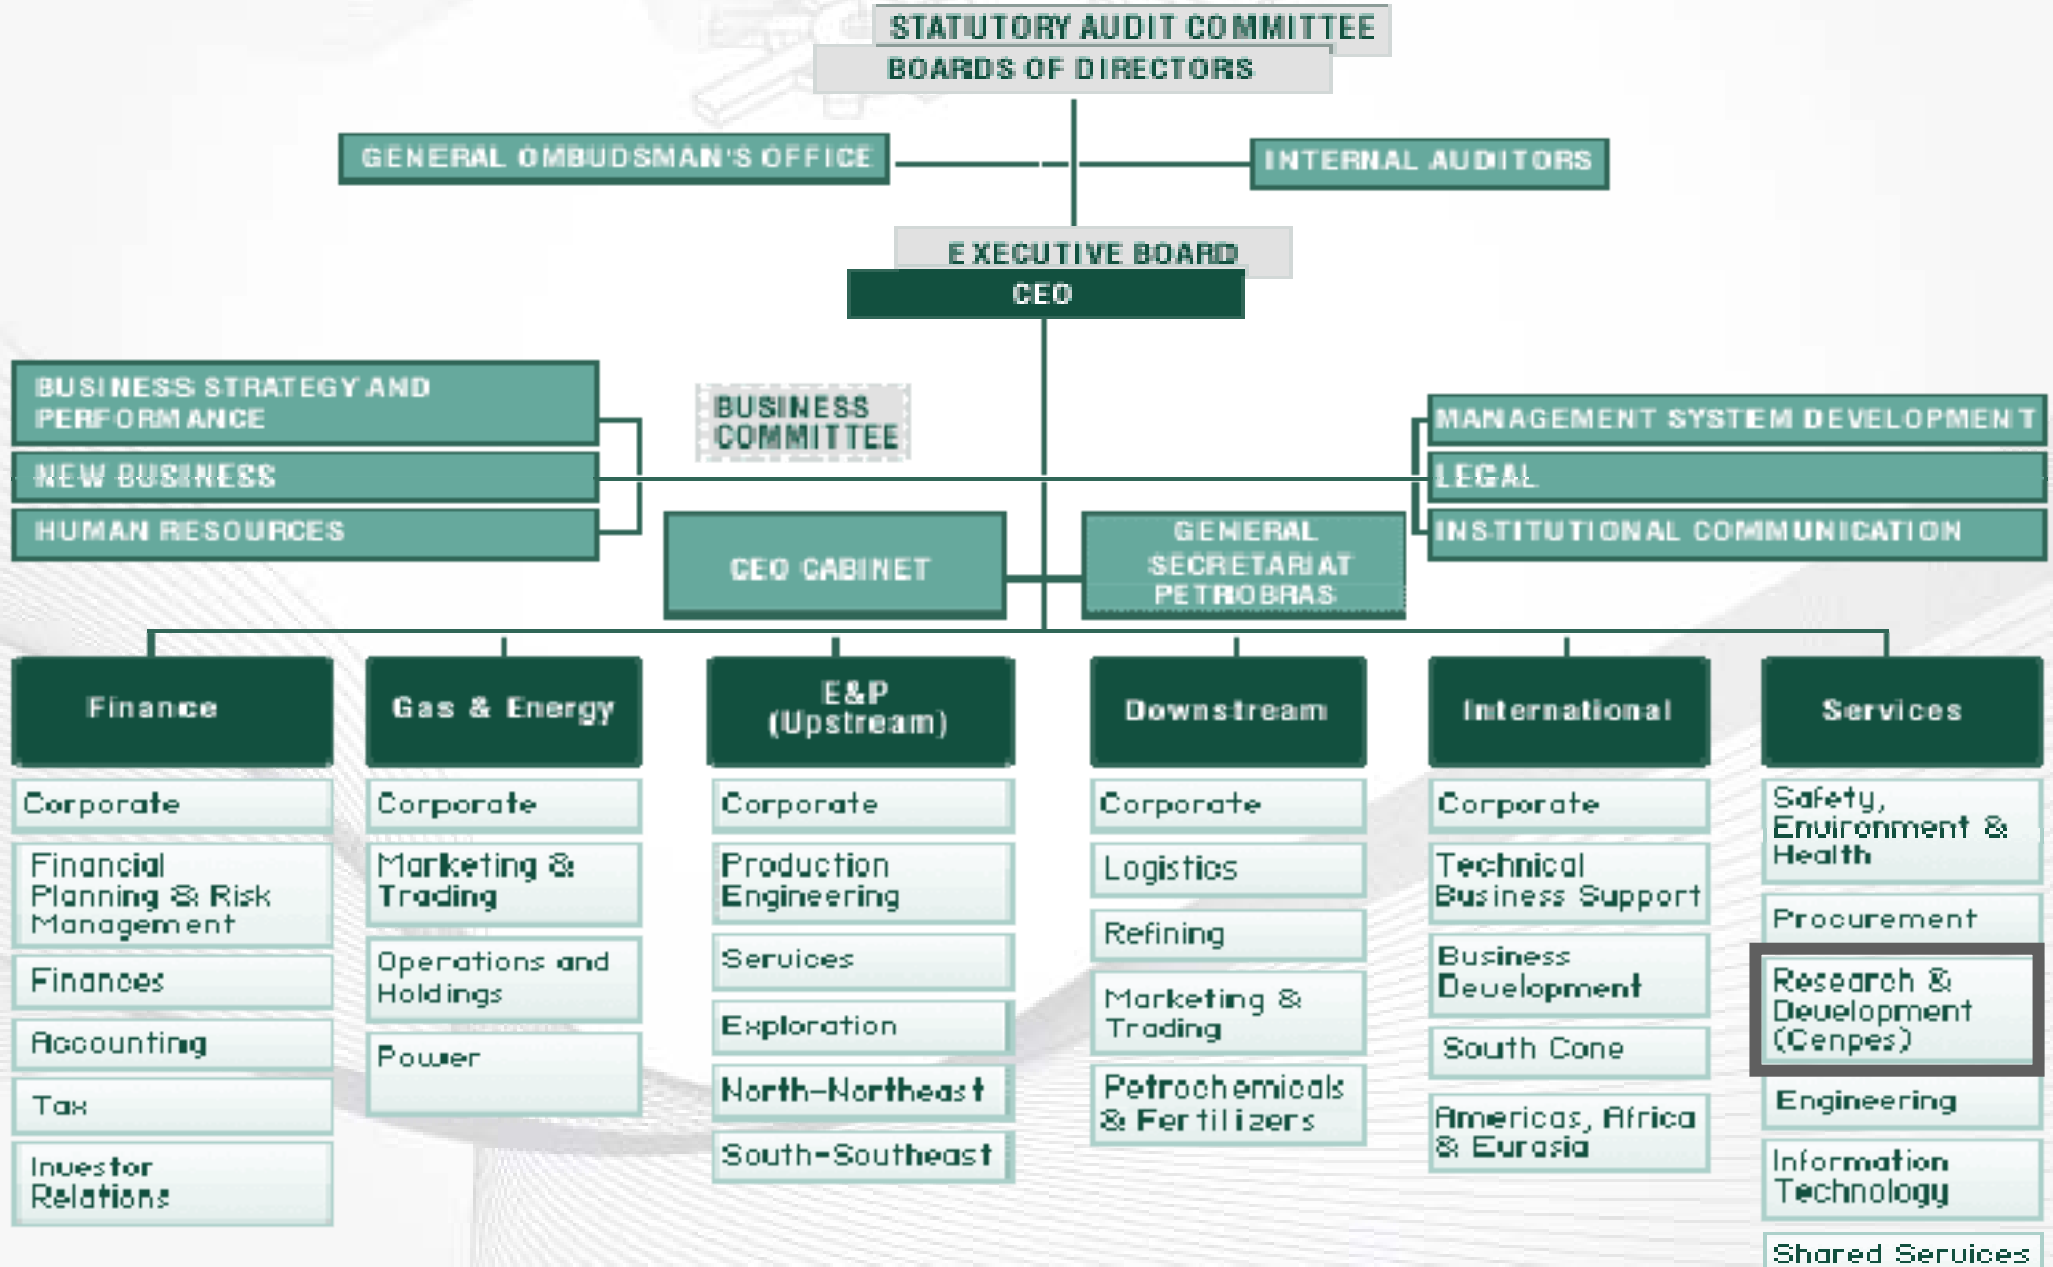 STATUTORY AUDIT COMMITTEE
BOARDS OF DIRECTORS
GENERAL OMBUDSMAN'S OFFICE
INTERNAL AUDITORS
EXECUTIVE BOARD
CEO
BUSINESS STRATEGY AND
PERFORMANCE
NEW BUSINESS
HUMAN RESOURCES
BUSINESS
COMMITTEE
MANAGEMENT SYSTEM DEVELOPMENT
LEGAL
INSTITUTIONAL COMMUNICATION
CEO CABINET
GENERAL
SECRETARIAT
PETROBRAS
Finance
Corporate
Financial
Planning & Risk
Management
Finances
Accounting
Tax
Investor
Relations
Gas & Energy
Corporate
Marketing &
Trading
Operations and
Holdings
Power
E&P
(Upstream)
Corporate
Production
Engineering
Services
Exploration
North-Northeast
South-Southeast
Downstream
Corporate
Logistics
Refining
Marketing &
Trading
Petrochemicals
& Fertilizers
International
Corporate
Technical
Business Support
Business
Development
South Cone
Americas, Africa
& Eurasia
Services
Safety,
Environment &
Health
Procurement
Research &
Development
(Cenpes)
Engineering
Information
Technology
Shared Services